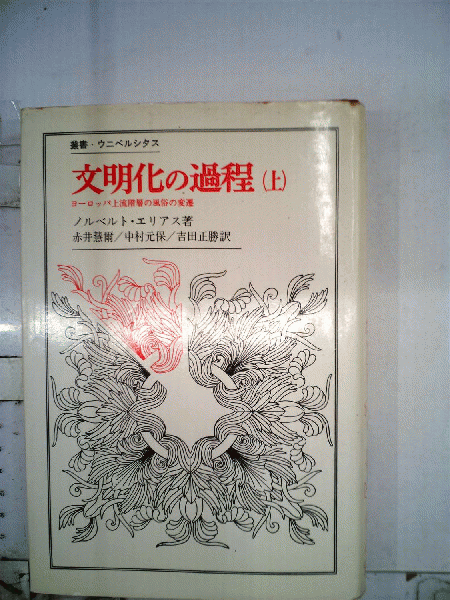 叢書・ウニベルシタス
文明化の過程(上)
ヨーロッパ上流階層の風俗の変遷
ノルベルト・エリアス著
赤井慧爾/中村元保/吉田正勝訳